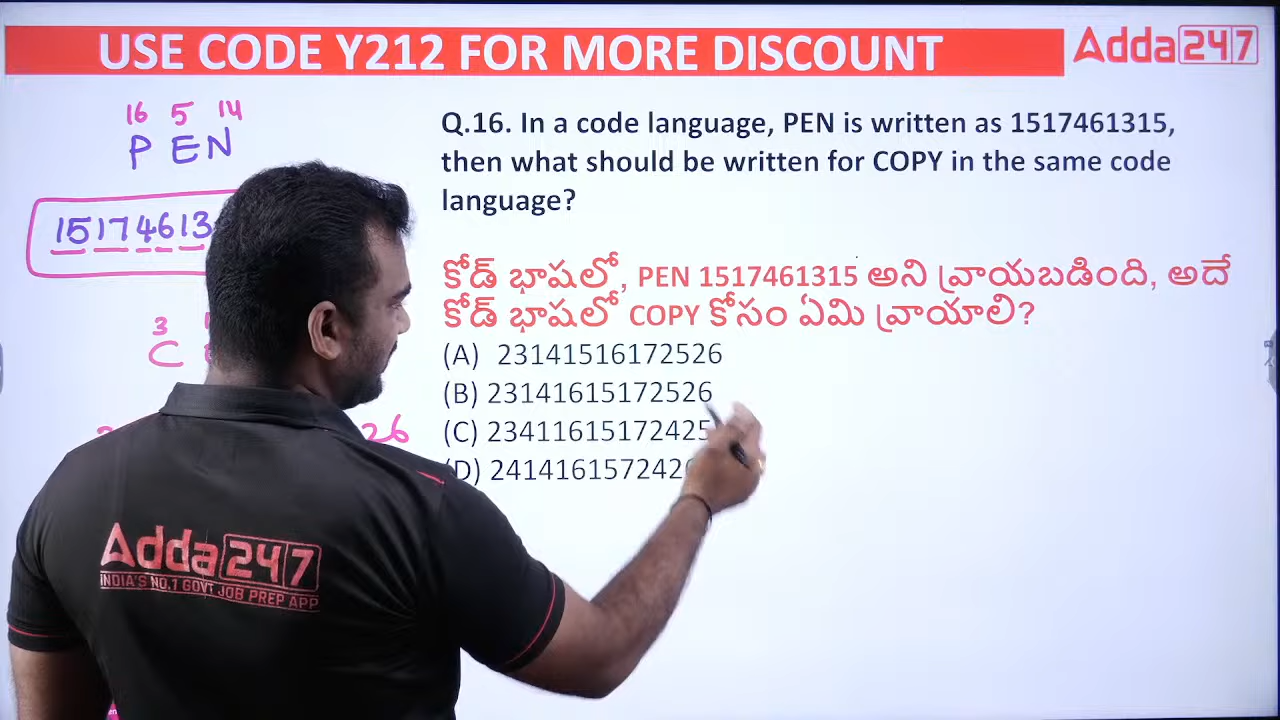 USE CODE Y212 FOR MORE DISCOUNT
Adda247
16 5 14
P E N
15174613
3
C
26
Q.16. In a code language, PEN is written as 1517461315,
then what should be written for COPY in the same code
language?
కోడ్ భాషలో, PEN 1517461315 అని వ్రాయబడింది, అదే
కోడ్ భాషలో COPY కోసం ఏమి వ్రాయాలి?
(A) 23141516172526
(B) 23141615172526
(C) 23411615172425
(D) 241416157242
Adda247
INDIA'S NO.1 GOVT JOB PREP APP